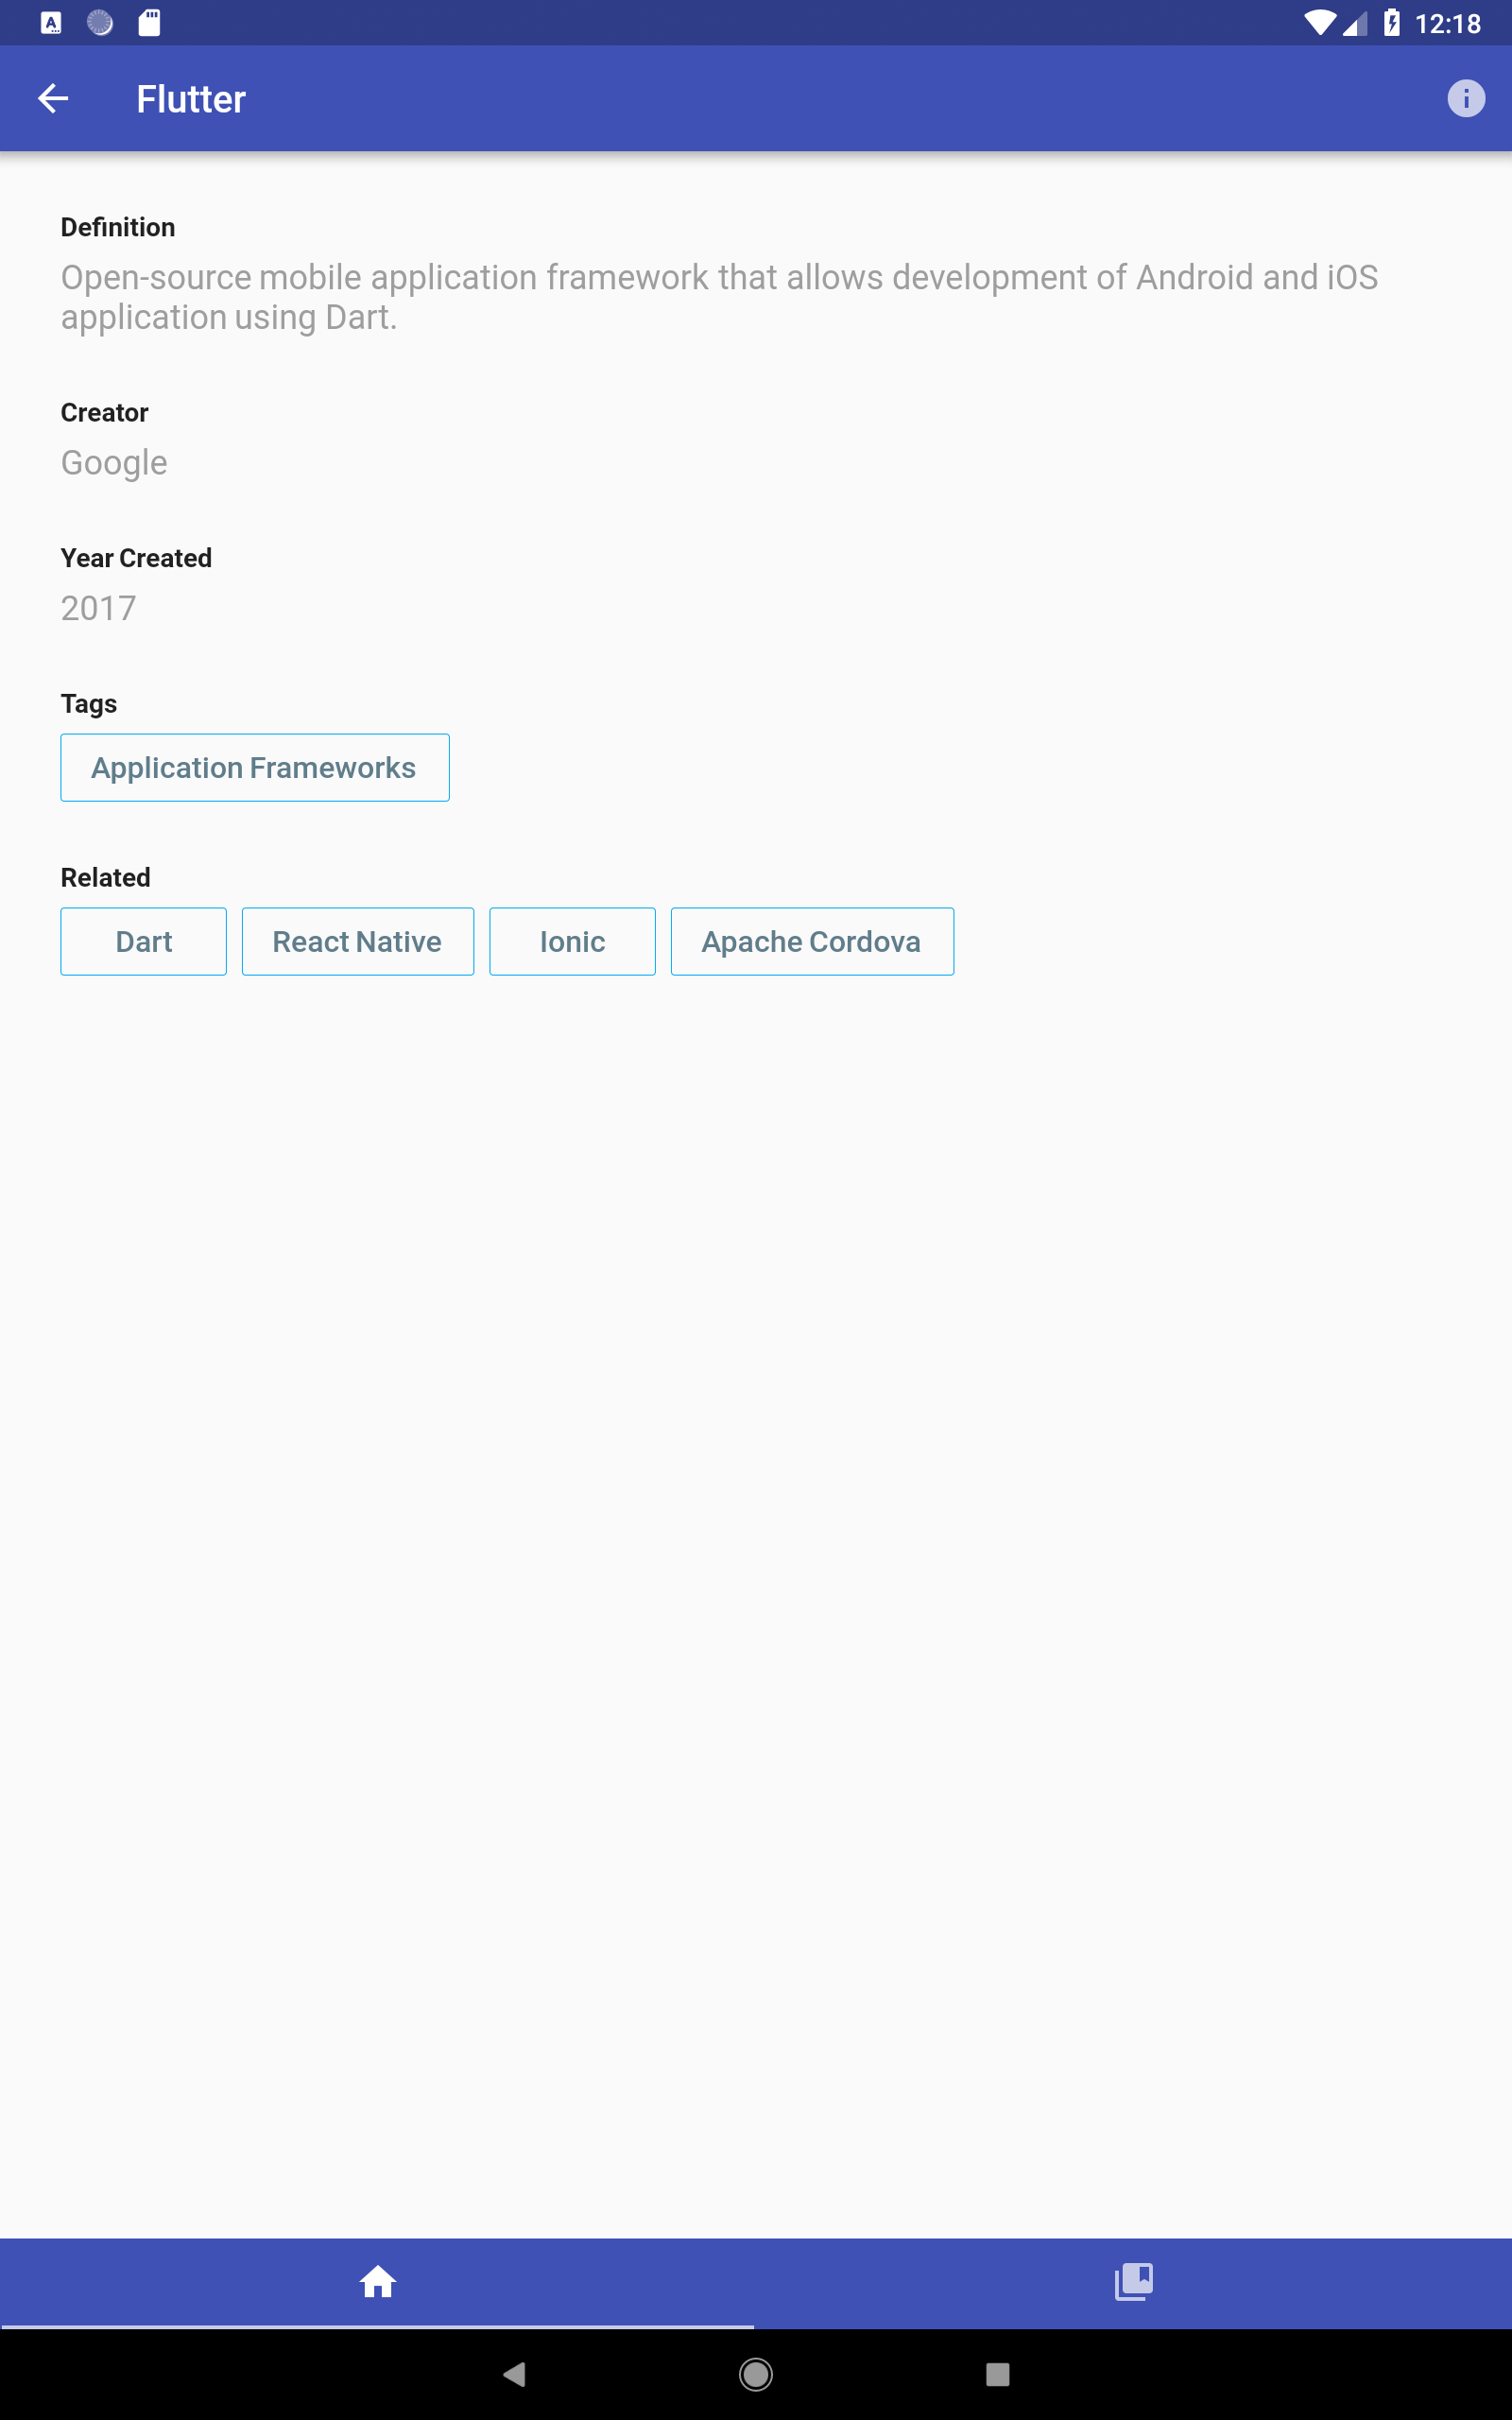 12:18
Flutter
Definition
Open-source mobile application framework that allows development of Android and iOS
application using Dart.
Creator
Google
Year Created
2017
Tags
Application Frameworks
Related
Dart React Native Ionic Apache Cordova